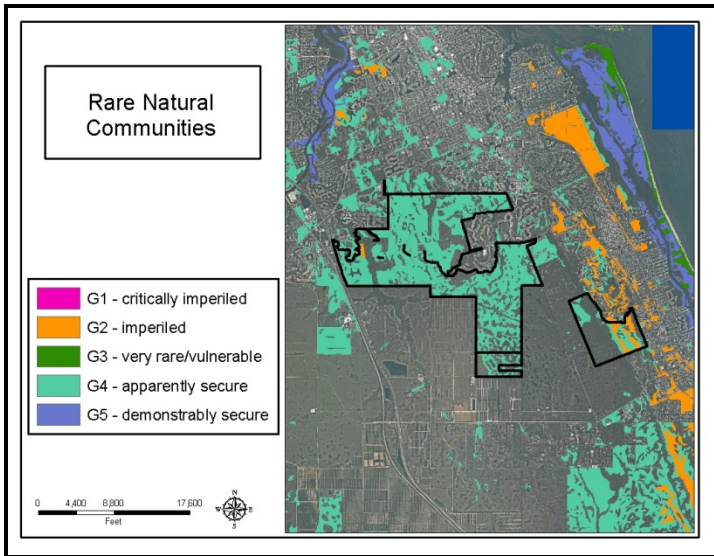 Rare Natural
Communities
G1 - critically imperiled
G2 - imperiled
G3 - very rare/vulnerable
G4 - apparently secure
G5 - demonstrably secure
0 4,400 8,800 17,600
Feet
N
W E
S